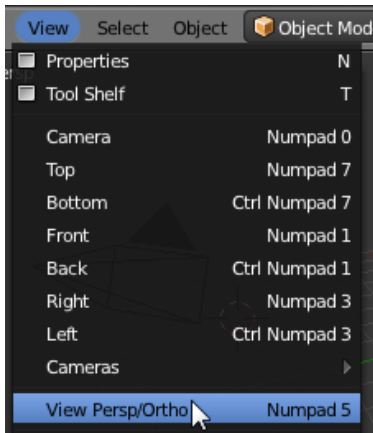 View Select Object Object Mod
Properties N
Tool Shelf T
Camera Numpad 0
Top Numpad 7
Bottom Ctrl Numpad 7
Front Numpad 1
Back Ctrl Numpad 1
Right Numpad 3
Left Ctrl Numpad 3
Cameras
View Persp/Ortho Numpad 5